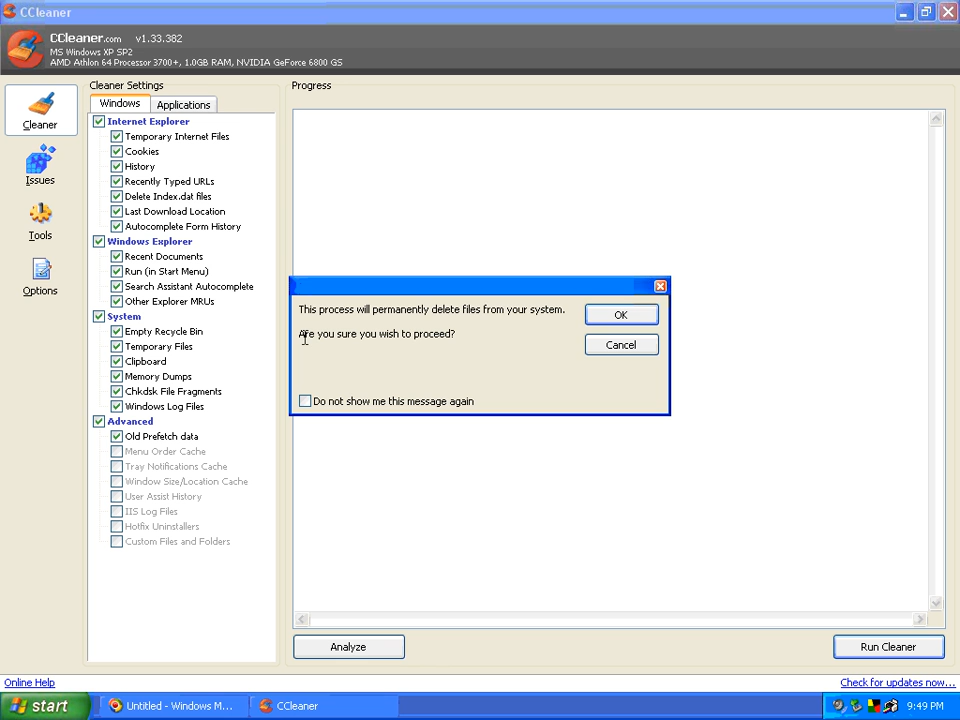 CCleaner
CCleaner.com v1.33.382
MS Windows XP SP2
AMD Athlon 64 Processor 3700+, 1.0GB RAM, NVIDIA GeForce 6800 GS
Cleaner
Issues
Tools
Options
Cleaner Settings
Windows Applications
Internet Explorer
Temporary Internet Files
Cookies
History
Recently Typed URLs
Delete Index.dat files
Last Download Location
Autocomplete Form History
Windows Explorer
Recent Documents
Run (in Start Menu)
Search Assistant Autocomplete
Other Explorer MRUs
System
Empty Recycle Bin
Temporary Files
Clipboard
Memory Dumps
Chkdsk File Fragments
Windows Log Files
Advanced
Old Prefetch data
Menu Order Cache
Tray Notifications Cache
Window Size/Location Cache
User Assist History
IIS Log Files
Hotfix Uninstallers
Custom Files and Folders
Progress
This process will permanently delete files from your system.
Are you sure you wish to proceed?
OK
Cancel
Do not show me this message again
Analyze
Run Cleaner
Online Help
Check for updates now...
start
Untitled - Windows M...
CCleaner
9:49 PM